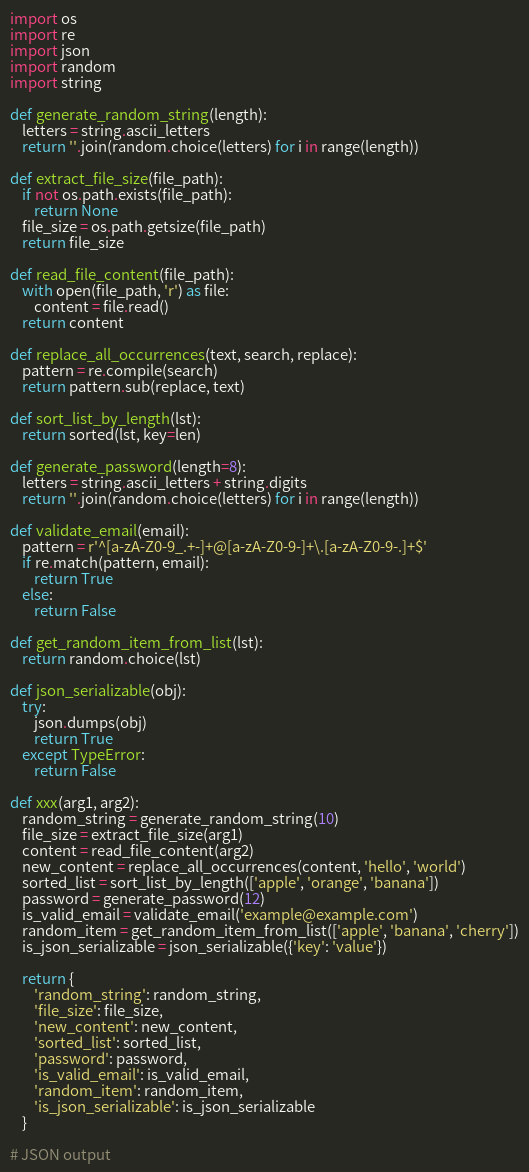 import os
import re
import json
import random
import string

def generate_random_string(length):
    letters = string.ascii_letters
    return ''.join(random.choice(letters) for i in range(length))

def extract_file_size(file_path):
    if not os.path.exists(file_path):
        return None
    file_size = os.path.getsize(file_path)
    return file_size

def read_file_content(file_path):
    with open(file_path, 'r') as file:
        content = file.read()
    return content

def replace_all_occurrences(text, search, replace):
    pattern = re.compile(search)
    return pattern.sub(replace, text)

def sort_list_by_length(lst):
    return sorted(lst, key=len)

def generate_password(length=8):
    letters = string.ascii_letters + string.digits
    return ''.join(random.choice(letters) for i in range(length))

def validate_email(email):
    pattern = r'^[a-zA-Z0-9_.+-]+@[a-zA-Z0-9-]+\.[a-zA-Z0-9-.]+$'
    if re.match(pattern, email):
        return True
    else:
        return False

def get_random_item_from_list(lst):
    return random.choice(lst)

def json_serializable(obj):
    try:
        json.dumps(obj)
        return True
    except TypeError:
        return False

def xxx(arg1, arg2):
    random_string = generate_random_string(10)
    file_size = extract_file_size(arg1)
    content = read_file_content(arg2)
    new_content = replace_all_occurrences(content, 'hello', 'world')
    sorted_list = sort_list_by_length(['apple', 'orange', 'banana'])
    password = generate_password(12)
    is_valid_email = validate_email('example@example.com')
    random_item = get_random_item_from_list(['apple', 'banana', 'cherry'])
    is_json_serializable = json_serializable({'key': 'value'})

    return {
        'random_string': random_string,
        'file_size': file_size,
        'new_content': new_content,
        'sorted_list': sorted_list,
        'password': password,
        'is_valid_email': is_valid_email,
        'random_item': random_item,
        'is_json_serializable': is_json_serializable
    }

# JSON output